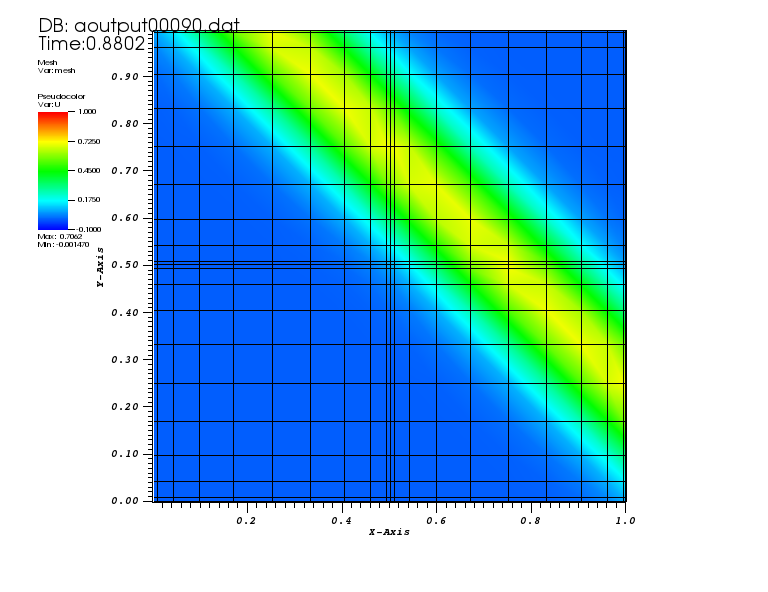 DB: aoutput00090.dat
Time:0.8802
Mesh
Var: mesh
Pseudocolor
Var: U
1.000
0.7250
0.4500
0.1750
-0.1000
Max: 0.7062
Min: -0.001470
Y-Axis
0.90
0.80
0.70
0.60
0.50
0.40
0.30
0.20
0.10
0.00
0.2 0.4 0.6 0.8 1.0
X-Axis